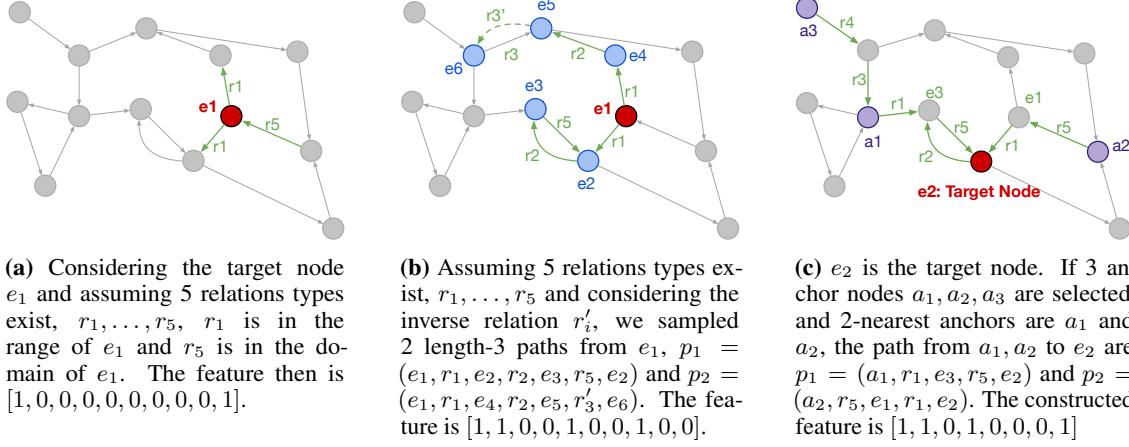 r1
e1
r1
r5
e5
r3'
r2
e4
e6
r3
e3
r1
e1
r5
r1
r2
e2
a3
r4
r3
r1
e3
e1
a1
r5
r1
r5
a2
r2
e2: Target Node
(a) Considering the target node
e₁ and assuming 5 relations types
exist, r₁, . . . , r₅, r₁ is in the
range of e₁ and r₅ is in the do-
main of e₁. The feature then is
[1, 0, 0, 0, 0, 0, 0, 0, 0, 1].
(b) Assuming 5 relations types ex-
ist, r₁, . . . , r₅ and considering the
inverse relation r′ᵢ, we sampled
2 length-3 paths from e₁, p₁ =
(e₁, r₁, e₂, r₂, e₃, r₅, e₂) and p₂ =
(e₁, r₁, e₄, r₂, e₅, r′₃, e₆). The fea-
ture is [1, 1, 0, 0, 1, 0, 0, 1, 0, 0].
(c) e₂ is the target node. If 3 an-
chor nodes a₁, a₂, a₃ are selected
and 2-nearest anchors are a₁ and
a₂, the path from a₁, a₂ to e₂ are
p₁ = (a₁, r₁, e₃, r₅, e₂) and p₂ =
(a₂, r₅, e₁, r₁, e₂). The constructed
feature is [1, 1, 0, 1, 0, 0, 0, 1]